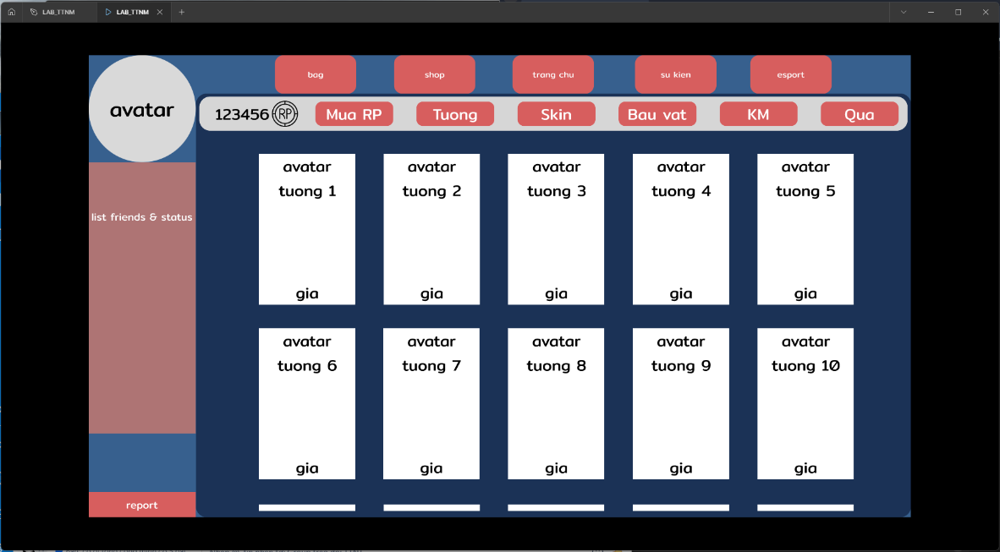 LAB_TTNM
LAB_TTNM
bag
shop
trang chu
su kien
esport
avatar
123456 RP
Mua RP
Tuong
Skin
Bau vat
KM
Qua
list friends & status
avatar
tuong 1
gia
avatar
tuong 2
gia
avatar
tuong 3
gia
avatar
tuong 4
gia
avatar
tuong 5
gia
avatar
tuong 6
gia
avatar
tuong 7
gia
avatar
tuong 8
gia
avatar
tuong 9
gia
avatar
tuong 10
gia
report